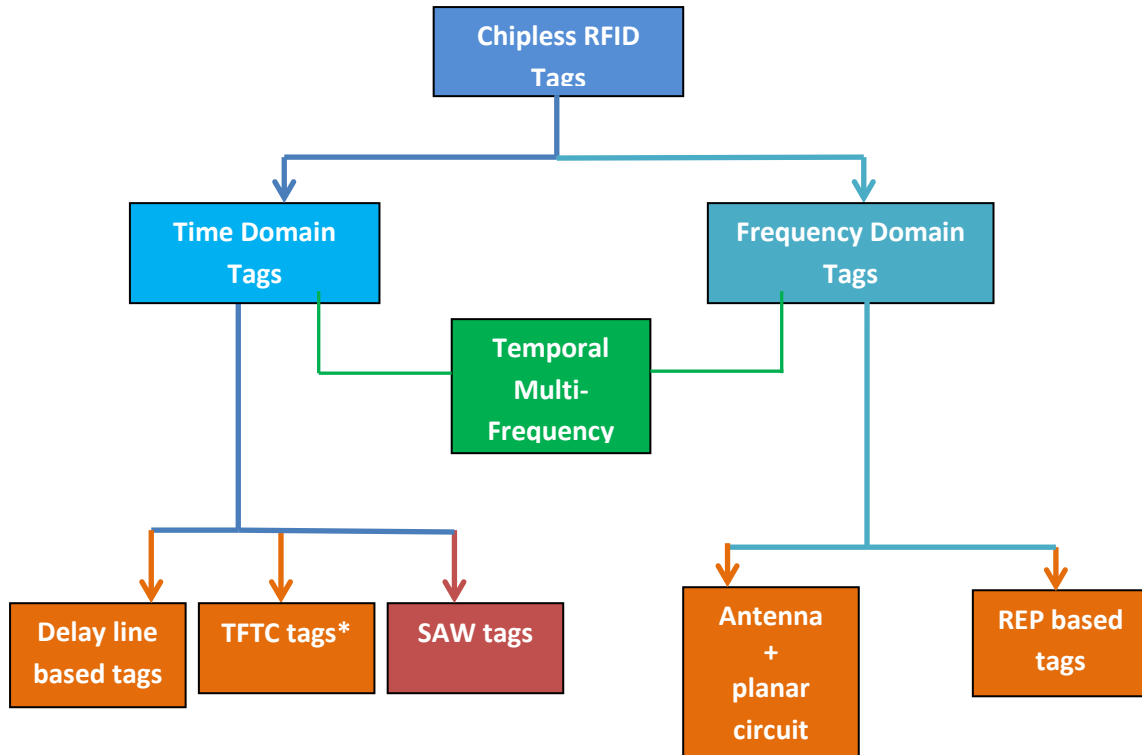 Chipless RFID
Tags
Time Domain
Tags
Frequency Domain
Tags
Temporal
Multi-
Frequency
Delay line
based tags
TFTC tags*
SAW tags
Antenna
+
planar
circuit
REP based
tags